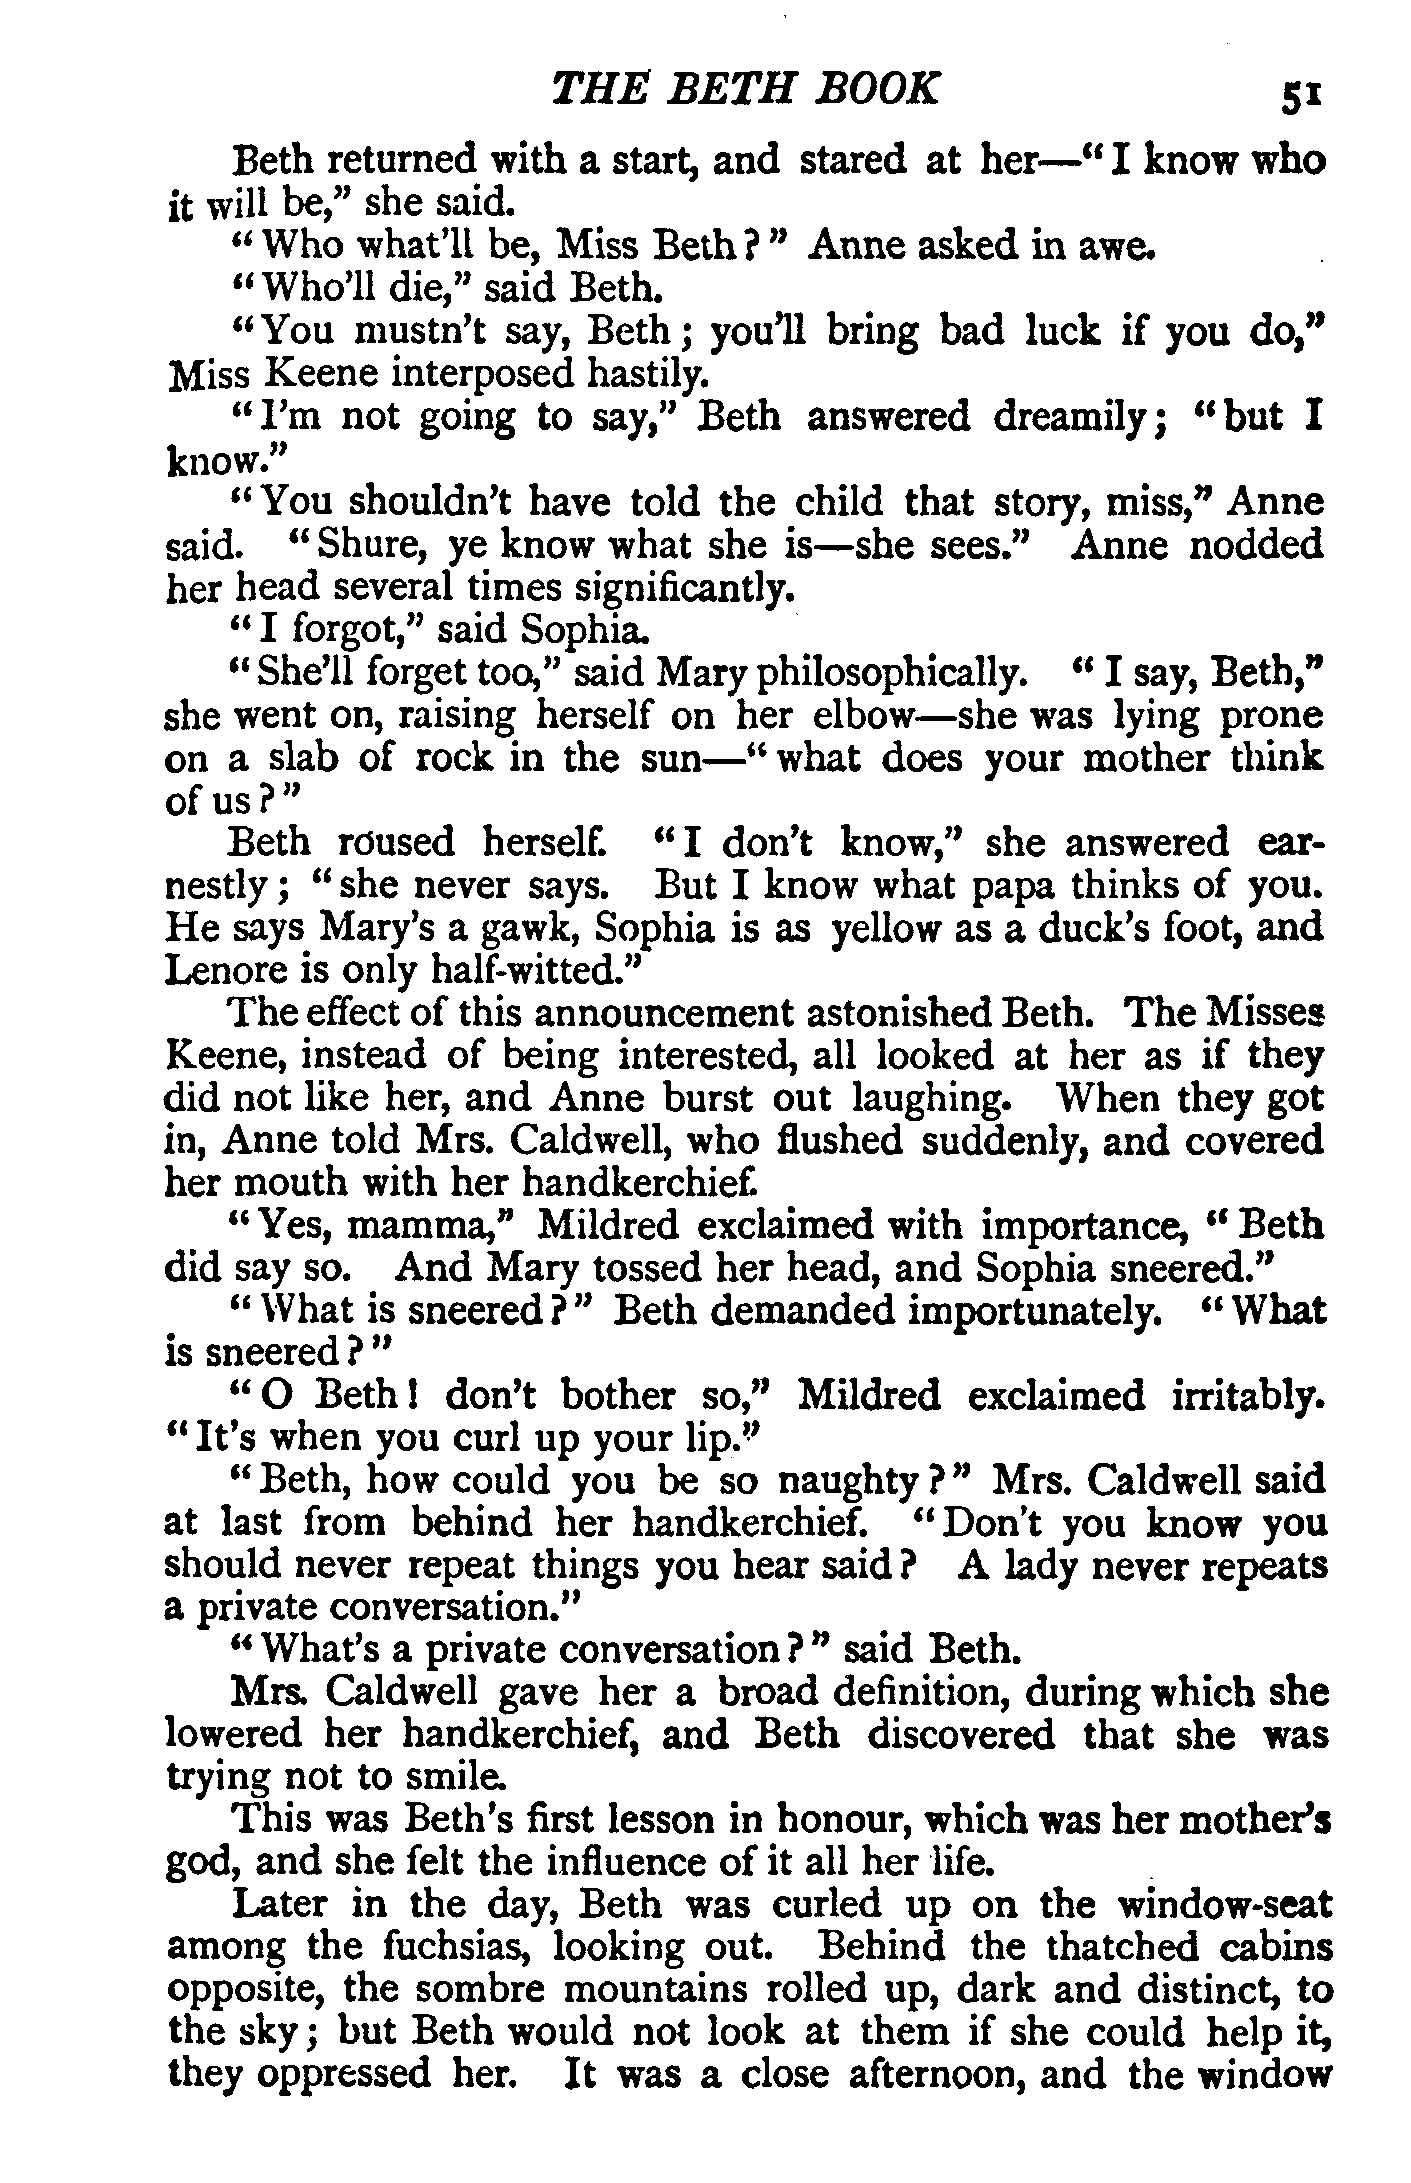 THE BETH BOOK 51
Beth returned with a start, and stared at her—"I know who
it will be," she said.
"Who what'll be, Miss Beth?" Anne asked in awe.
"Who'll die," said Beth.
"You mustn't say, Beth; you'll bring bad luck if you do,"
Miss Keene interposed hastily.
"I'm not going to say," Beth answered dreamily; "but I
know."
"You shouldn't have told the child that story, miss," Anne
said. "Shure, ye know what she is—she sees." Anne nodded
her head several times significantly.
"I forgot," said Sophia.
"She'll forget too," said Mary philosophically. "I say, Beth,"
she went on, raising herself on her elbow—she was lying prone
on a slab of rock in the sun—"what does your mother think
of us?"
Beth roused herself. "I don't know," she answered ear-
nestly; "she never says. But I know what papa thinks of you.
He says Mary's a gawk, Sophia is as yellow as a duck's foot, and
Lenore is only half-witted."
The effect of this announcement astonished Beth. The Misses
Keene, instead of being interested, all looked at her as if they
did not like her, and Anne burst out laughing. When they got
in, Anne told Mrs. Caldwell, who flushed suddenly, and covered
her mouth with her handkerchief.
"Yes, mamma," Mildred exclaimed with importance, "Beth
did say so. And Mary tossed her head, and Sophia sneered."
"What is sneered?" Beth demanded importunately. "What
is sneered?"
"O Beth! don't bother so," Mildred exclaimed irritably.
"It's when you curl up your lip."
"Beth, how could you be so naughty?" Mrs. Caldwell said
at last from behind her handkerchief. "Don't you know you
should never repeat things you hear said? A lady never repeats
a private conversation."
"What's a private conversation?" said Beth.
Mrs. Caldwell gave her a broad definition, during which she
lowered her handkerchief, and Beth discovered that she was
trying not to smile.
This was Beth's first lesson in honour, which was her mother's
god, and she felt the influence of it all her life.
Later in the day, Beth was curled up on the window-seat
among the fuchsias, looking out. Behind the thatched cabins
opposite, the sombre mountains rolled up, dark and distinct, to
the sky; but Beth would not look at them if she could help it,
they oppressed her. It was a close afternoon, and the window